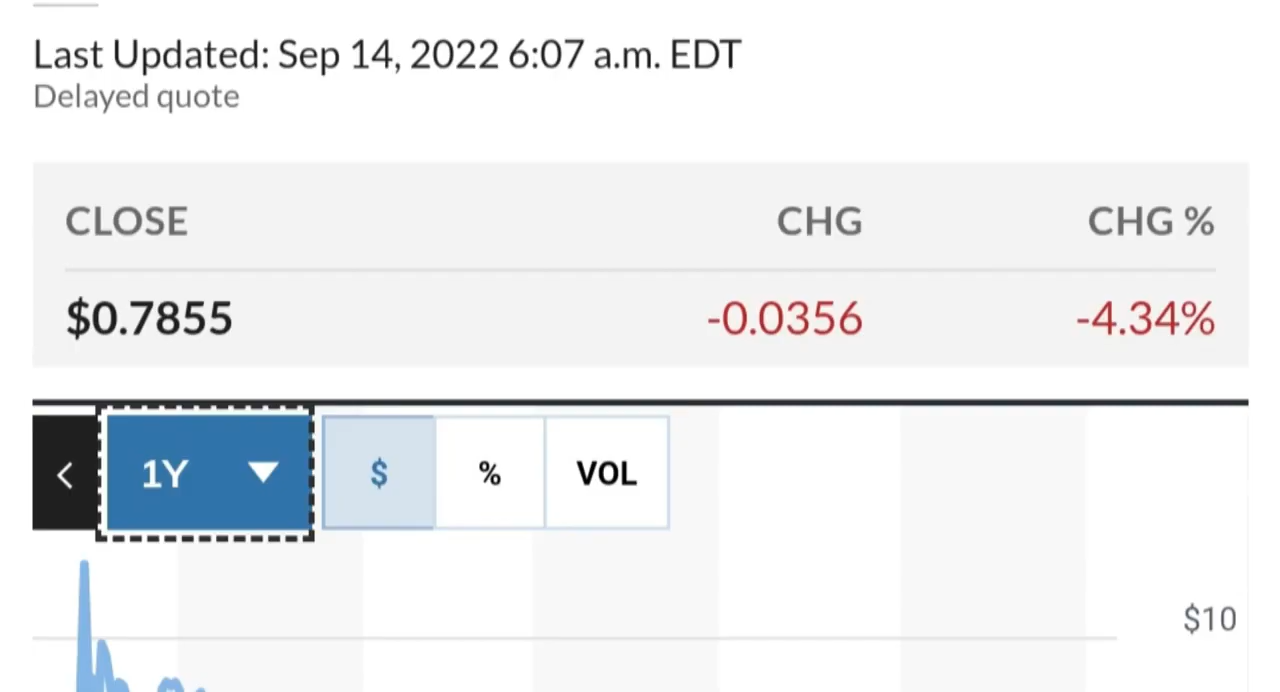 Last Updated: Sep 14, 2022 6:07 a.m. EDT
Delayed quote
CLOSE CHG CHG %
$0.7855 -0.0356 -4.34%
1Y $ % VOL
$10